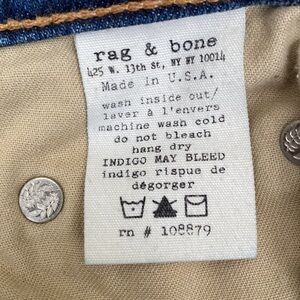 rag & bone
425 W. 13th St, NY NY 10014
Made in U.S.A.
wash inside out/
laver à l'envers
machine wash cold
do not bleach
hang dry
INDIGO MAY BLEED
indigo rispue de
dégorger
rn # 108879